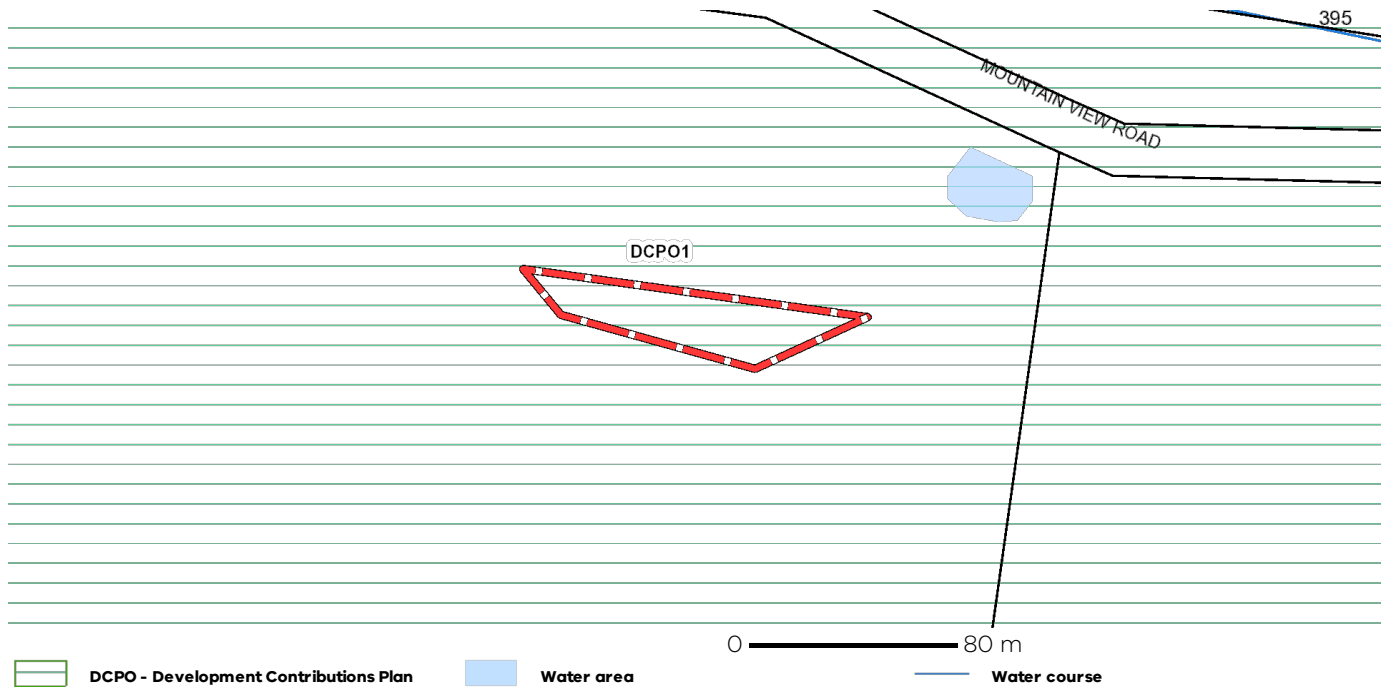 395
MOUNTAIN VIEW ROAD
DCPO1
0 80 m
DCPO - Development Contributions Plan
Water area
Water course